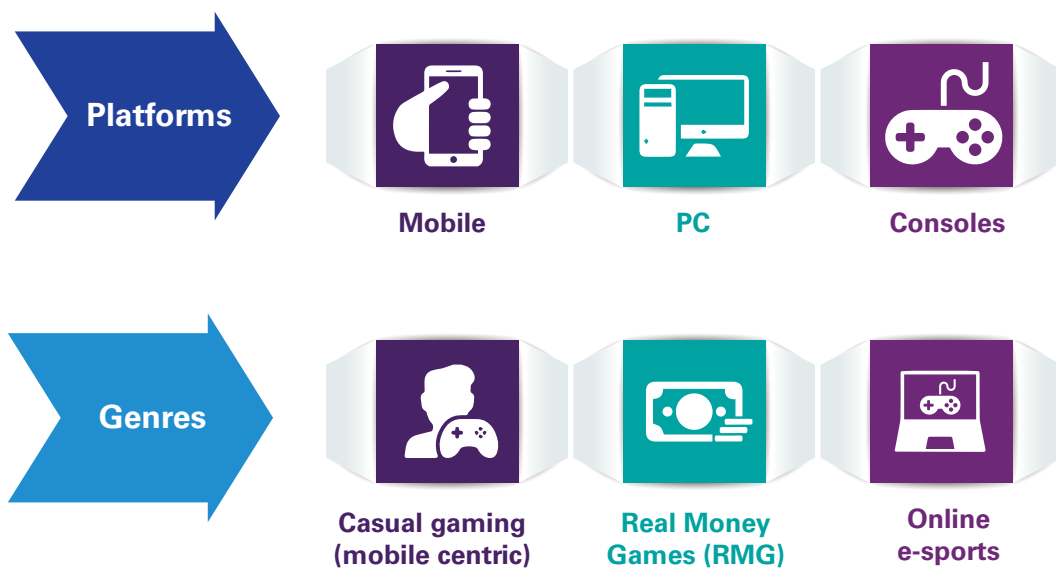 Platforms
Mobile
PC
Consoles
Genres
Casual gaming
(mobile centric)
Real Money
Games (RMG)
Online
e-sports